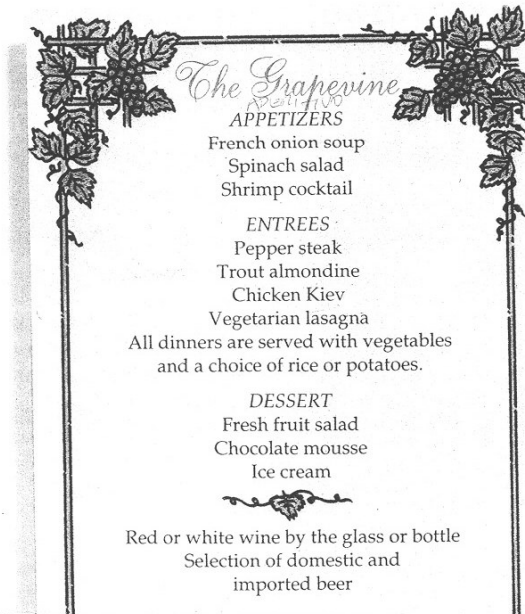 The Grapevine
APERITIVO
APPETIZERS
French onion soup
Spinach salad
Shrimp cocktail
ENTREES
Pepper steak
Trout almondine
Chicken Kiev
Vegetarian lasagna
All dinners are served with vegetables
and a choice of rice or potatoes.
DESSERT
Fresh fruit salad
Chocolate mousse
Ice cream
Red or white wine by the glass or bottle
Selection of domestic and
imported beer